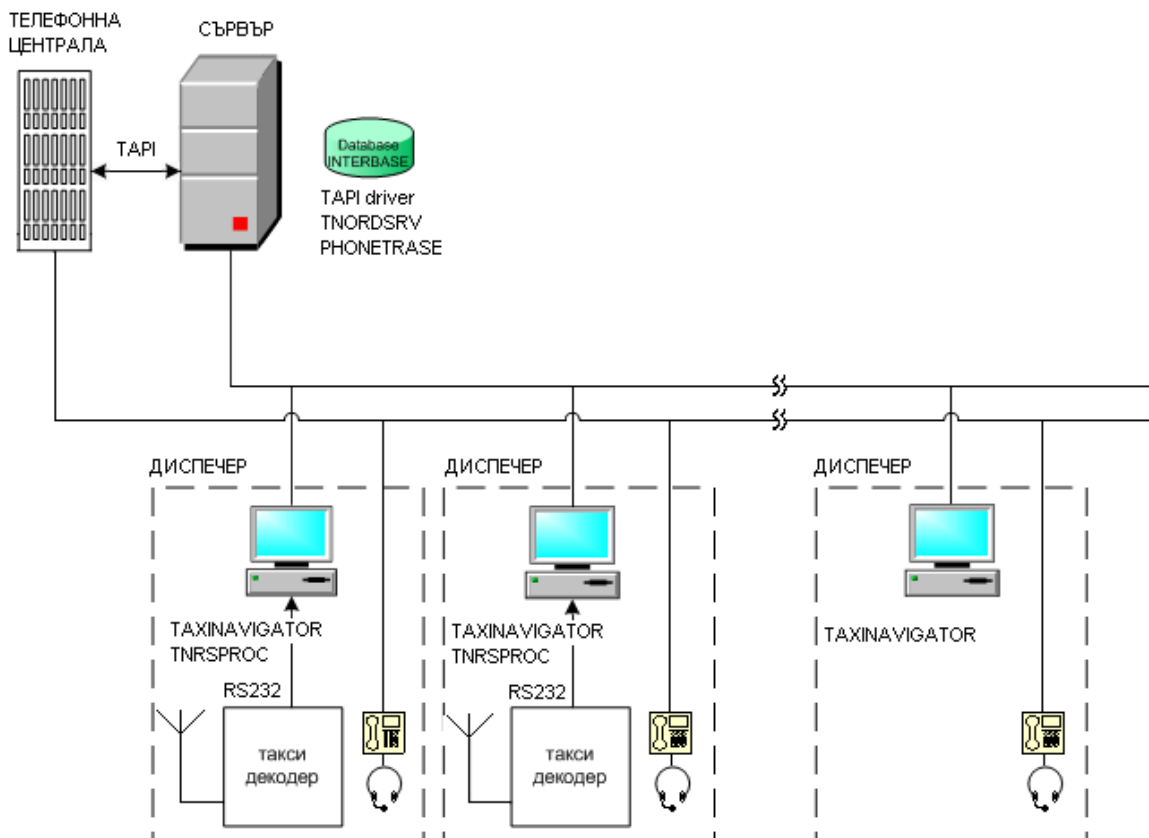 ТЕЛЕФОННА
ЦЕНТРАЛА
СЪРВЪР
TAPI
Database
INTERBASE
TAPI driver
TNORDSRV
PHONETRASE
ДИСПЕЧЕР
ДИСПЕЧЕР
ДИСПЕЧЕР
TAXINAVIGATOR
TNRSPROC
RS232
такси
декодер
TAXINAVIGATOR
TNRSPROC
RS232
такси
декодер
TAXINAVIGATOR